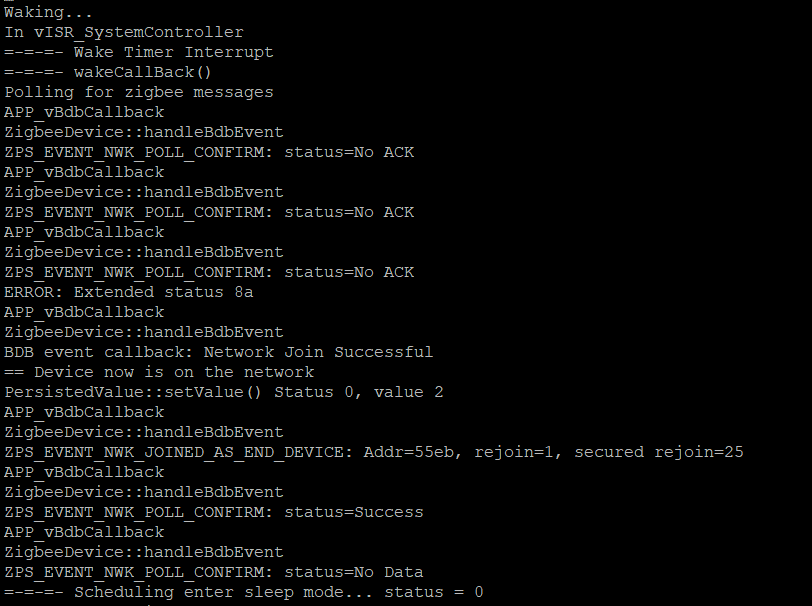 Waking...
In vISR_SystemController
=-=-=- Wake Timer Interrupt
=-=-=- wakeCallBack()
Polling for zigbee messages
APP_vBdbCallback
ZigbeeDevice::handleBdbEvent
ZPS_EVENT_NWK_POLL_CONFIRM: status=No ACK
APP_vBdbCallback
ZigbeeDevice::handleBdbEvent
ZPS_EVENT_NWK_POLL_CONFIRM: status=No ACK
APP_vBdbCallback
ZigbeeDevice::handleBdbEvent
ZPS_EVENT_NWK_POLL_CONFIRM: status=No ACK
ERROR: Extended status 8a
APP_vBdbCallback
ZigbeeDevice::handleBdbEvent
BDB event callback: Network Join Successful
== Device now is on the network
PersistedValue::setValue() Status 0, value 2
APP_vBdbCallback
ZigbeeDevice::handleBdbEvent
ZPS_EVENT_NWK_JOINED_AS_END_DEVICE: Addr=55eb, rejoin=1, secured rejoin=25
APP_vBdbCallback
ZigbeeDevice::handleBdbEvent
ZPS_EVENT_NWK_POLL_CONFIRM: status=Success
APP_vBdbCallback
ZigbeeDevice::handleBdbEvent
ZPS_EVENT_NWK_POLL_CONFIRM: status=No Data
=-=-=- Scheduling enter sleep mode... status = 0